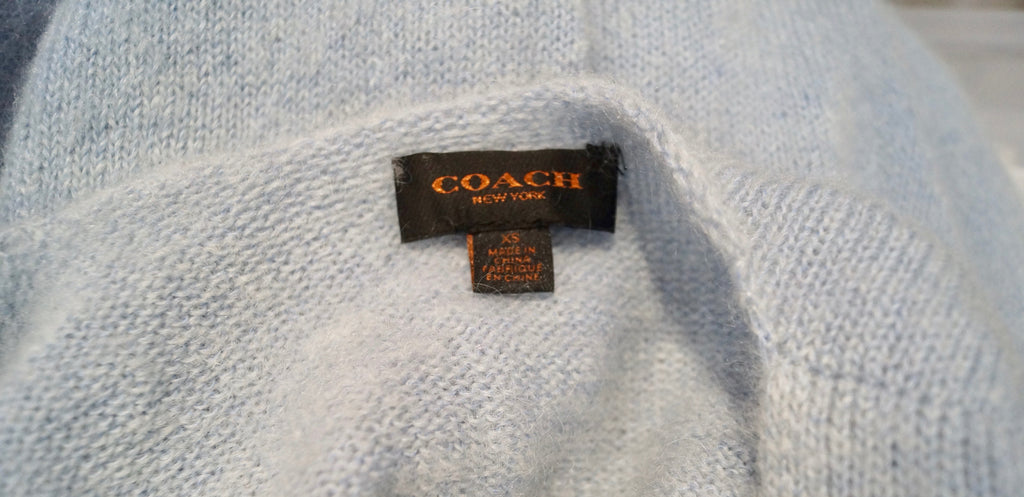 COACH
NEW YORK
XS
MADE IN
CHINA
FABRIQUE
EN CHINE